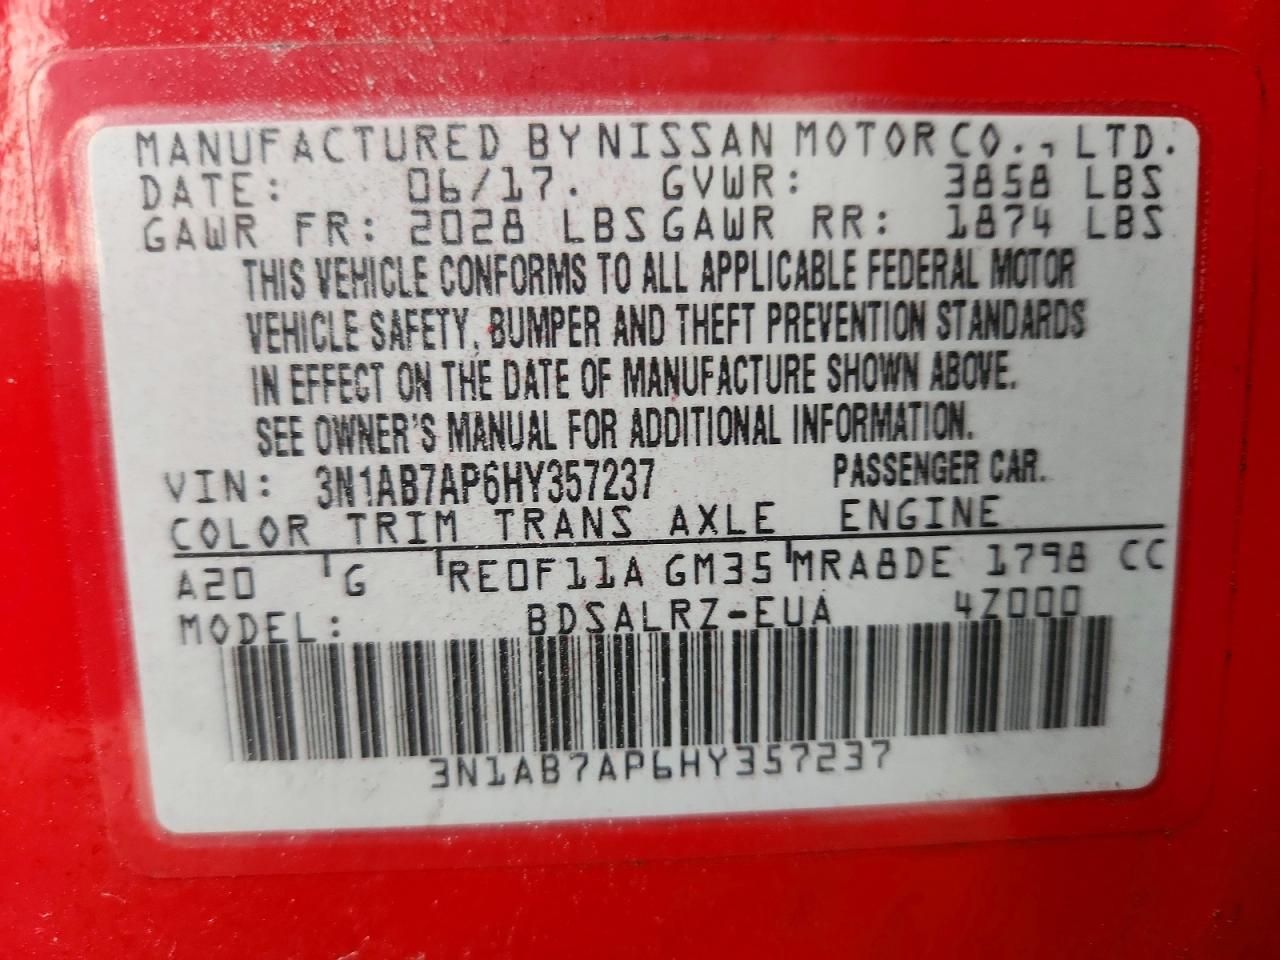 MANUFACTURED BY NISSAN MOTOR CO., LTD.
DATE: 06/17. GVWR: 3858 LBS
GAWR FR: 2028 LBS GAWR RR: 1874 LBS
THIS VEHICLE CONFORMS TO ALL APPLICABLE FEDERAL MOTOR
VEHICLE SAFETY, BUMPER AND THEFT PREVENTION STANDARDS
IN EFFECT ON THE DATE OF MANUFACTURE SHOWN ABOVE.
SEE OWNER'S MANUAL FOR ADDITIONAL INFORMATION.
VIN: 3N1AB7AP6HY357237 PASSENGER CAR.
COLOR TRIM TRANS AXLE ENGINE
A20 G RE0F11A GM35 MRA8DE 1798 CC
MODEL: BDSALRZ-EUA 4Z000
3N1AB7AP6HY357237